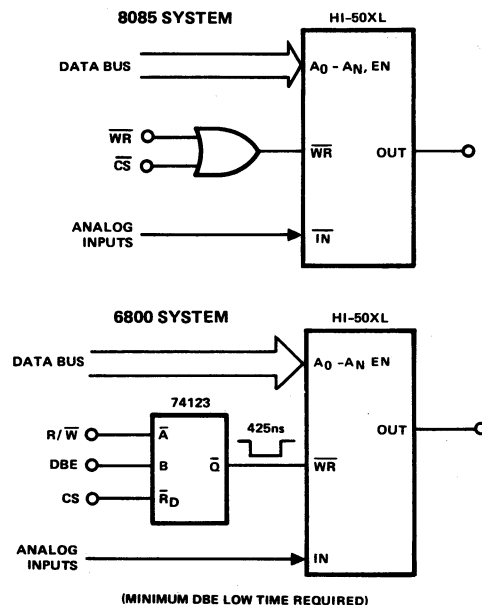 8085 SYSTEM
HI-50XL
DATA BUS
A0 - AN, EN
WR
CS
WR
OUT
ANALOG
INPUTS
IN
6800 SYSTEM
HI-50XL
DATA BUS
A0 -AN EN
74123
R/W
A
425ns
OUT
DBE
B
Q
WR
CS
RD
ANALOG
INPUTS
IN
(MINIMUM DBE LOW TIME REQUIRED)